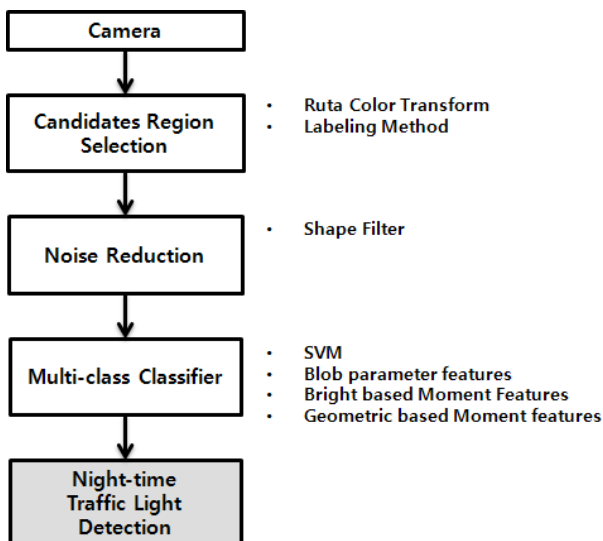 Camera
Candidates Region
Selection
• Ruta Color Transform
• Labeling Method
Noise Reduction
• Shape Filter
Multi-class Classifier
• SVM
• Blob parameter features
• Bright based Moment Features
• Geometric based Moment features
Night-time
Traffic Light
Detection